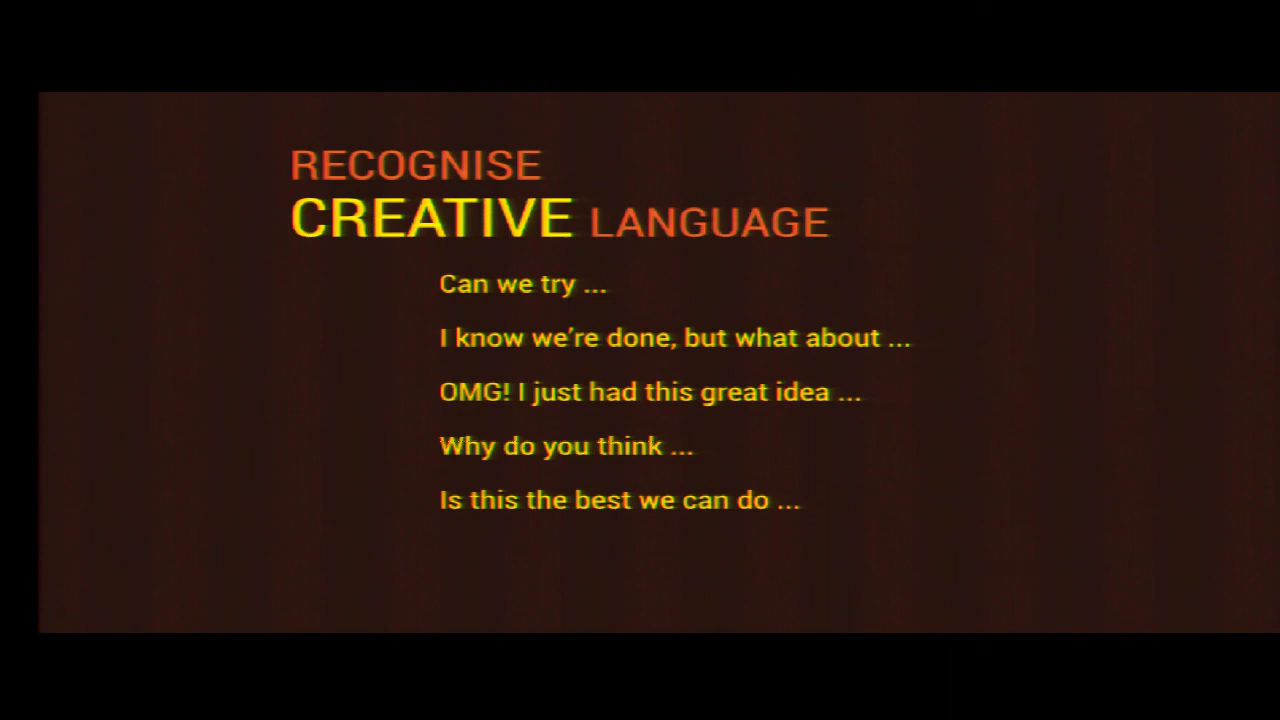 RECOGNISE
CREATIVE LANGUAGE
Can we try ...
I know we’re done, but what about ...
OMG! I just had this great idea ...
Why do you think ...
Is this the best we can do ...